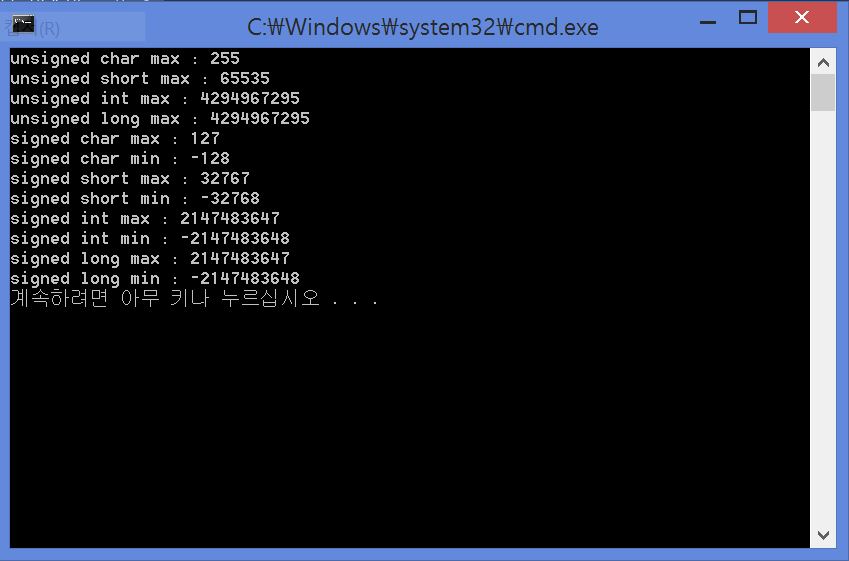 C:₩Windows₩system32₩cmd.exe
unsigned char max : 255
unsigned short max : 65535
unsigned int max : 4294967295
unsigned long max : 4294967295
signed char max : 127
signed char min : -128
signed short max : 32767
signed short min : -32768
signed int max : 2147483647
signed int min : -2147483648
signed long max : 2147483647
signed long min : -2147483648
계속하려면 아무 키나 누르십시오 . . .